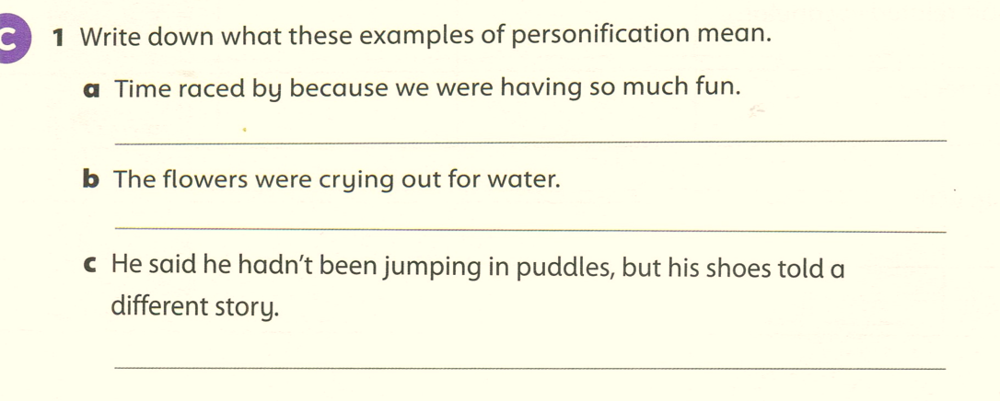 C 1 Write down what these examples of personification mean.
a Time raced by because we were having so much fun.
b The flowers were crying out for water.
c He said he hadn't been jumping in puddles, but his shoes told a
different story.